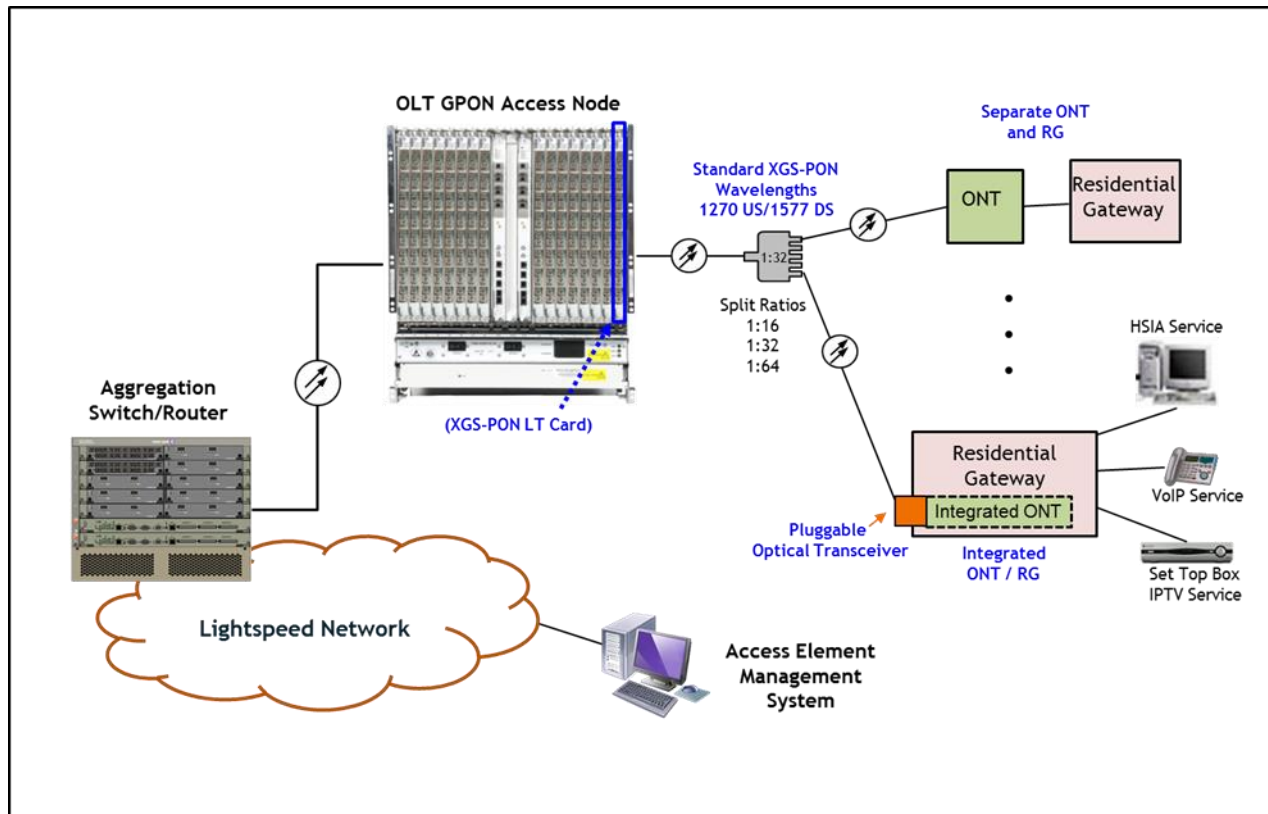 OLT GPON Access Node
Separate ONT
and RG
Standard XGS-PON
Wavelengths
1270 US/1577 DS
ONT
Residential
Gateway
1:32
Split Ratios
1:16
1:32
1:64
HSIA Service
(XGS-PON LT Card)
Aggregation
Switch/Router
Residential
Gateway
Integrated ONT
VoIP Service
Pluggable
Optical Transceiver
Integrated
ONT / RG
Set Top Box
IPTV Service
Lightspeed Network
Access Element
Management
System